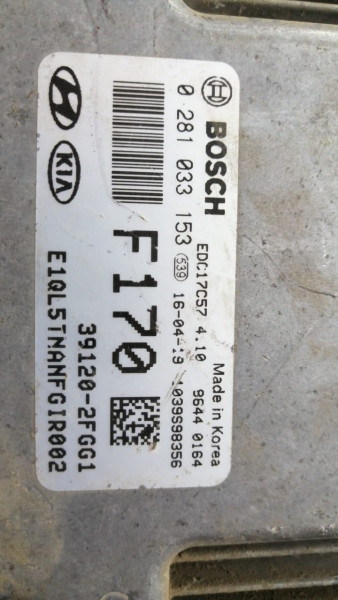 BOSCH
EDC17C57 4.10 Made in Korea
0 281 033 153 9644 0164
539 16-04-19 1039S98356
F170
39120-2FGG1
KIA
E1QL5TNANFGIR002